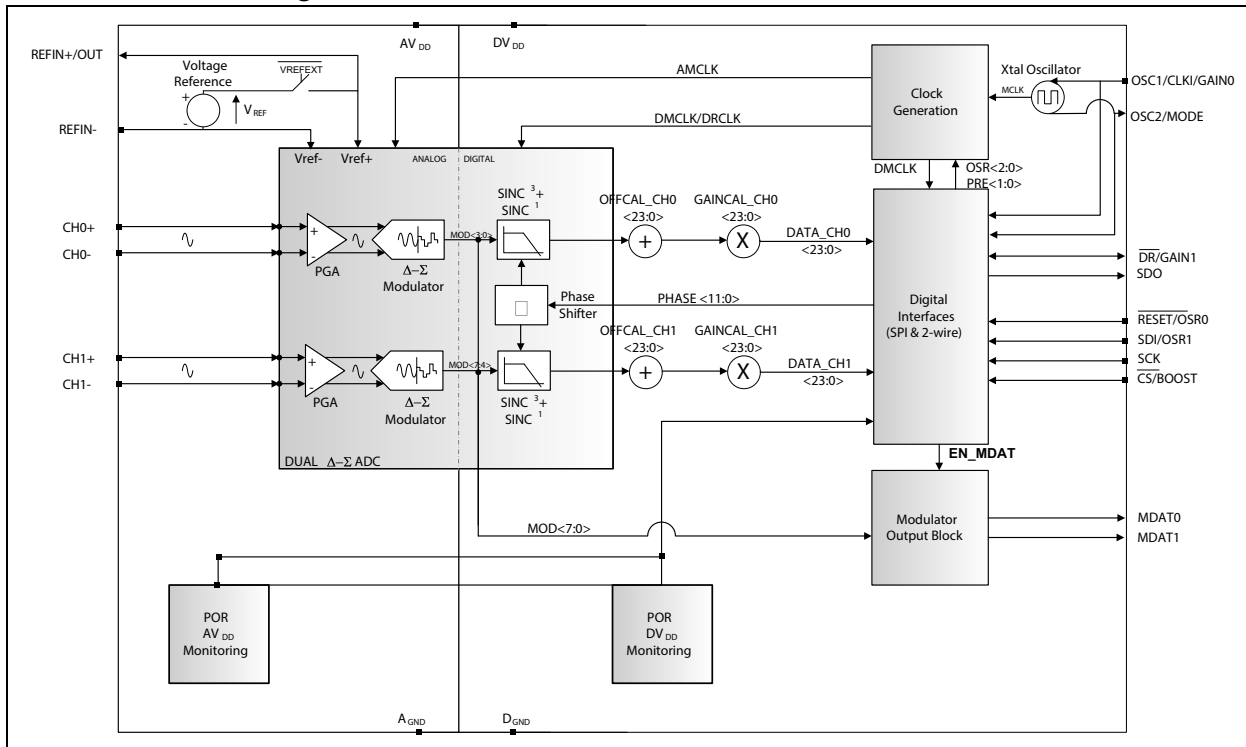 AV DD
DV DD
REFIN+/OUT
Voltage
Reference
VREFEXT
+
-
V REF
REFIN-
AMCLK
DMCLK/DRCLK
Clock
Generation
Xtal Oscillator
MCLK
OSC1/CLKI/GAIN0
OSC2/MODE
Vref-
Vref+
ANALOG
DIGITAL
DMCLK
OSR<2:0>
PRE<1:0>
SINC 3 +
SINC 1
OFFCAL_CH0
<23:0>
GAINCAL_CH0
<23:0>
CH0+
CH0-
+
-
PGA
Δ–Σ
Modulator
MOD<3:0>
+
X
DATA_CH0
<23:0>
DR/GAIN1
SDO
Phase
Shifter
PHASE <11:0>
Digital
Interfaces
(SPI & 2-wire)
RESET/OSR0
SDI/OSR1
SCK
CS/BOOST
OFFCAL_CH1
<23:0>
GAINCAL_CH1
<23:0>
CH1+
CH1-
+
-
PGA
Δ–Σ
Modulator
MOD<7:4>
SINC 3 +
SINC 1
+
X
DATA_CH1
<23:0>
DUAL Δ–Σ ADC
EN_MDAT
MOD<7:0>
Modulator
Output Block
MDAT0
MDAT1
POR
AV DD
Monitoring
POR
DV DD
Monitoring
A GND
D GND